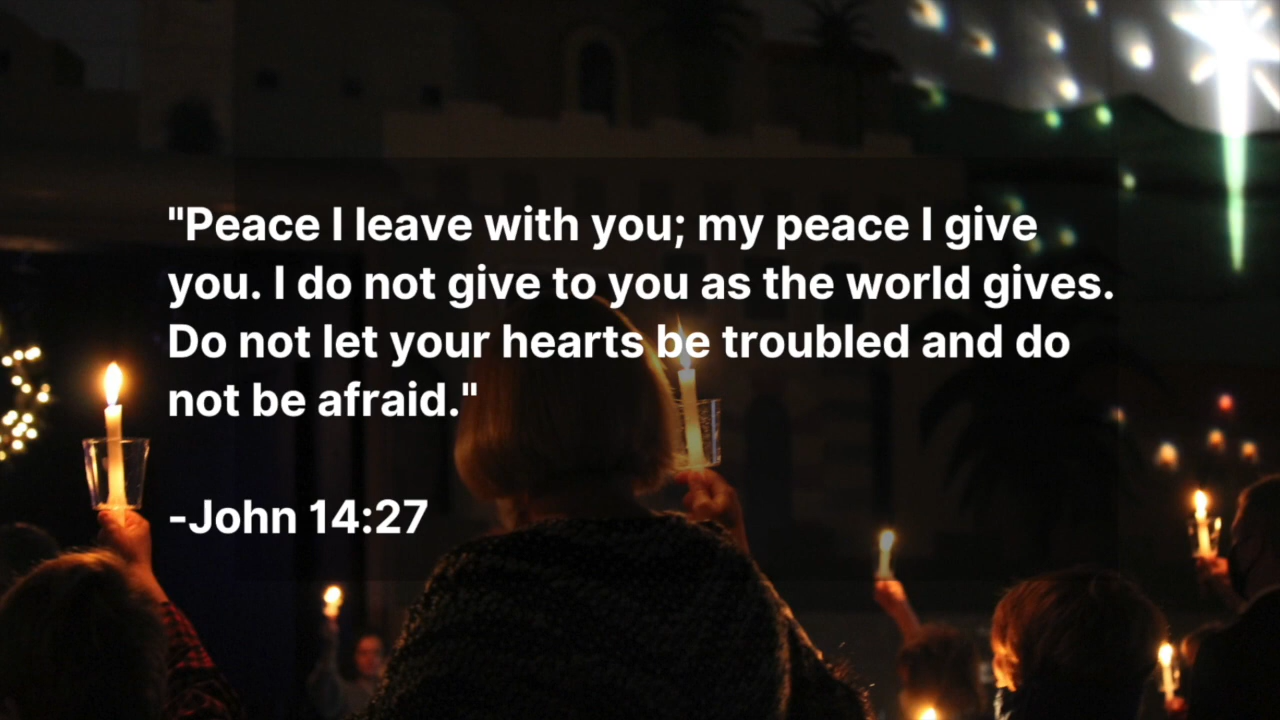 "Peace I leave with you; my peace I give
you. I do not give to you as the world gives.
Do not let your hearts be troubled and do
not be afraid."
-John 14:27